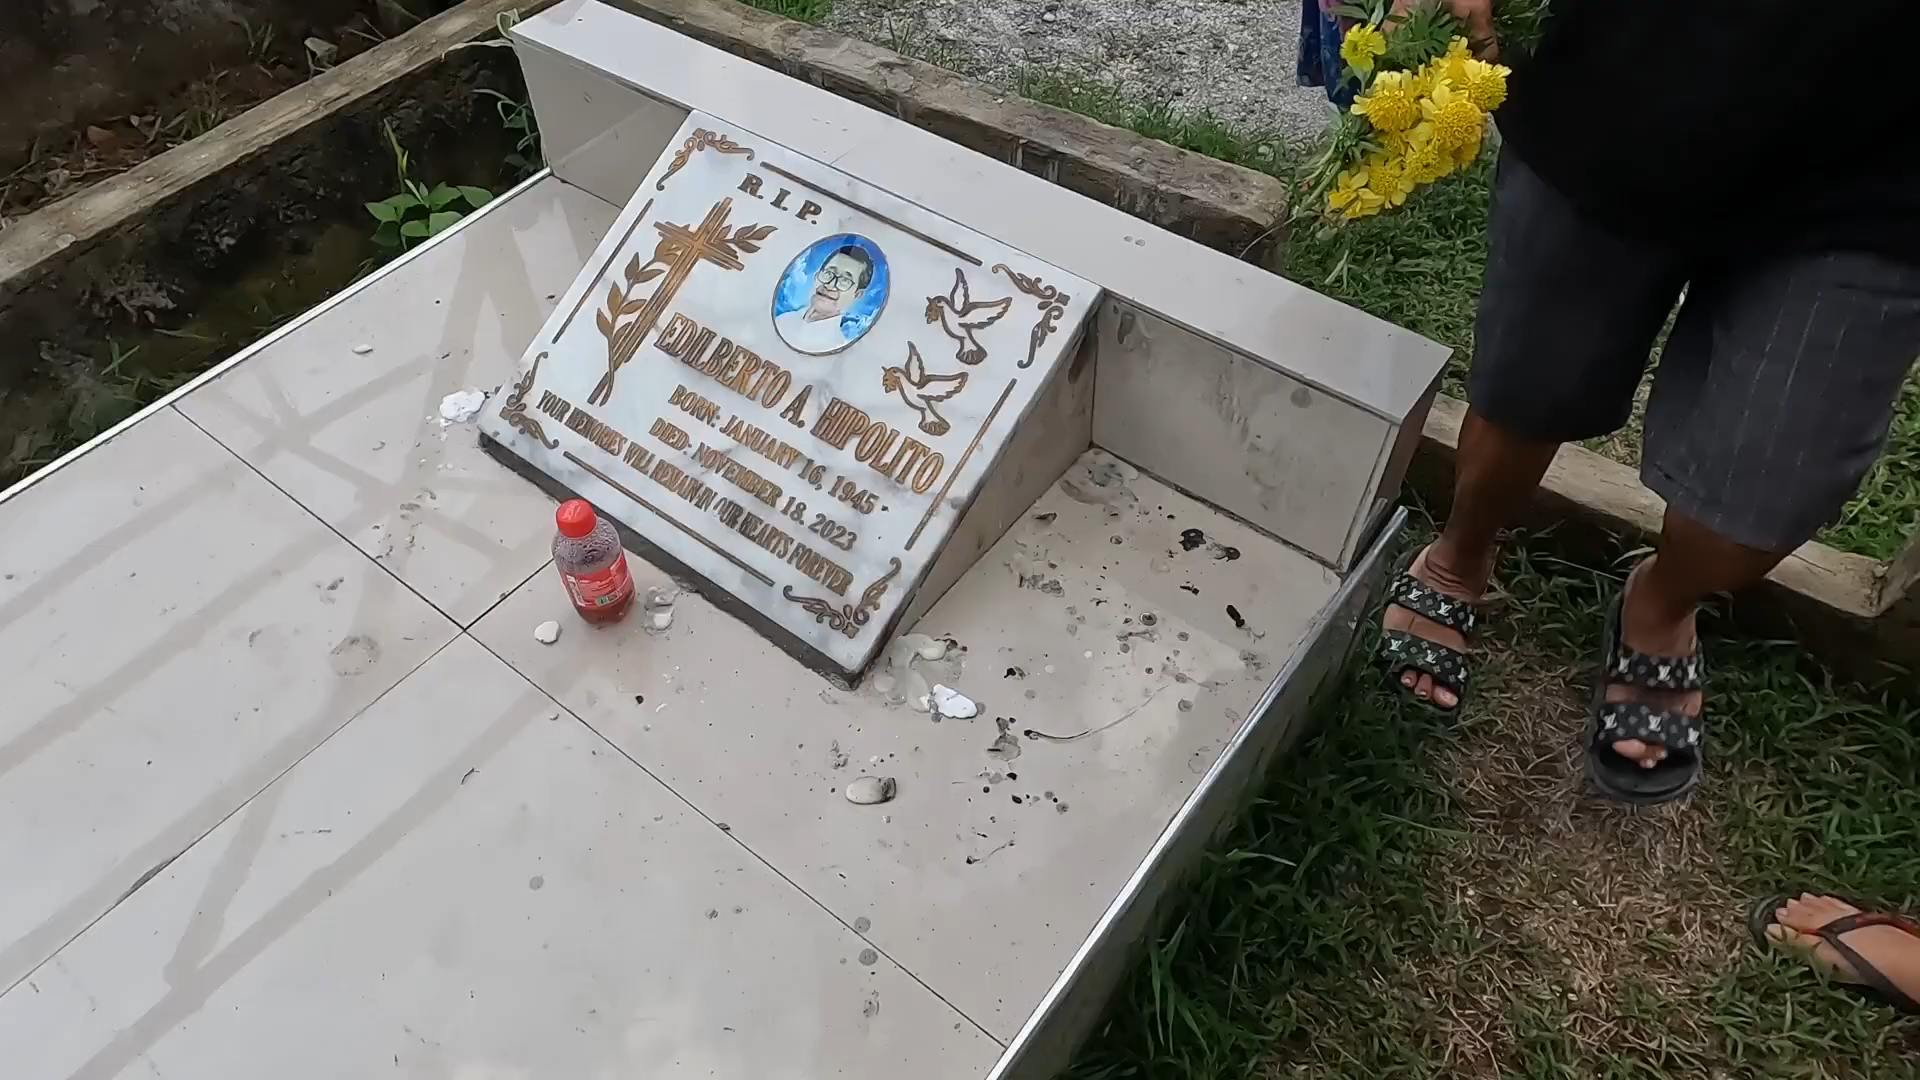 R.I.P.
EDILBERTO A. HIPOLITO
BORN: JANUARY 16, 1945
DIED: NOVEMBER 18, 2023
YOUR MEMORIES WILL REMAIN IN OUR HEARTS FOREVER